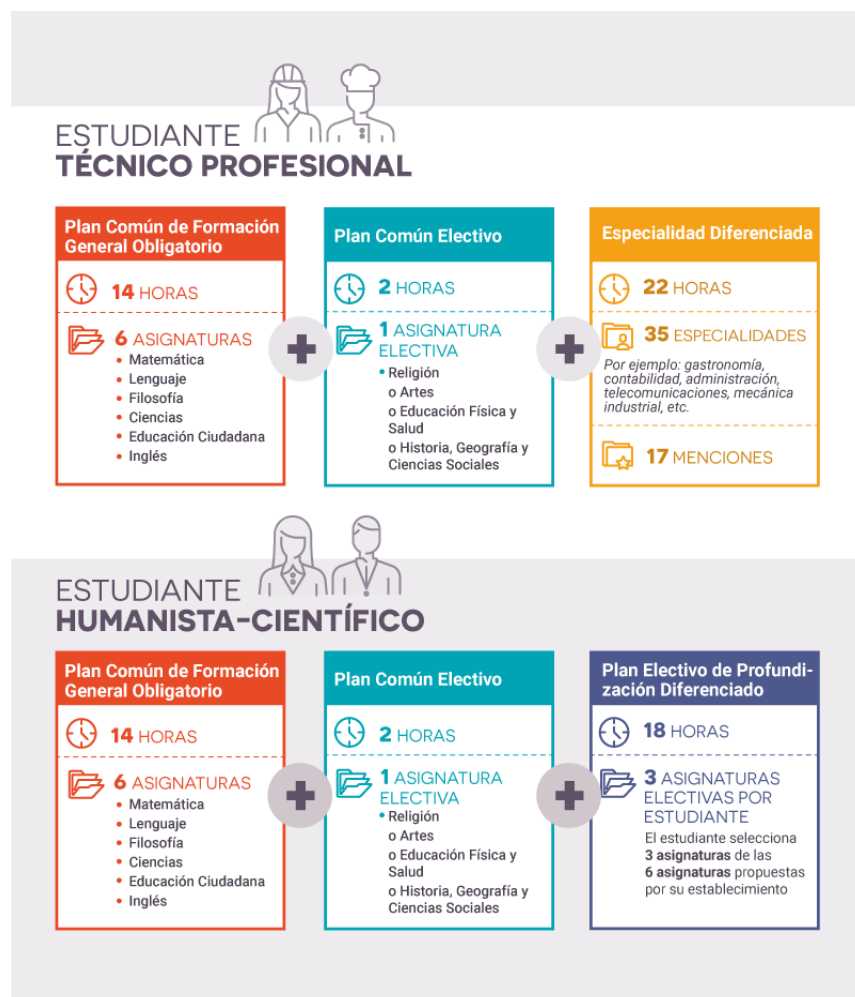 ESTUDIANTE
TÉCNICO PROFESIONAL
Plan Común de Formación
General Obligatorio
14 HORAS
6 ASIGNATURAS
• Matemática
• Lenguaje
• Filosofía
• Ciencias
• Educación Ciudadana
• Inglés
+
Plan Común Electivo
2 HORAS
1 ASIGNATURA
ELECTIVA
• Religión
o Artes
o Educación Física y
Salud
o Historia, Geografía y
Ciencias Sociales
+
Especialidad Diferenciada
22 HORAS
35 ESPECIALIDADES
Por ejemplo: gastronomía,
contabilidad, administración,
telecomunicaciones, mecánica
industrial, etc.
17 MENCIONES
ESTUDIANTE
HUMANISTA-CIENTÍFICO
Plan Común de Formación
General Obligatorio
14 HORAS
6 ASIGNATURAS
• Matemática
• Lenguaje
• Filosofía
• Ciencias
• Educación Ciudadana
• Inglés
+
Plan Común Electivo
2 HORAS
1 ASIGNATURA
ELECTIVA
• Religión
o Artes
o Educación Física y
Salud
o Historia, Geografía y
Ciencias Sociales
+
Plan Electivo de Profundi-
zación Diferenciado
18 HORAS
3 ASIGNATURAS
ELECTIVAS POR
ESTUDIANTE
El estudiante selecciona
3 asignaturas de las
6 asignaturas propuestas
por su establecimiento